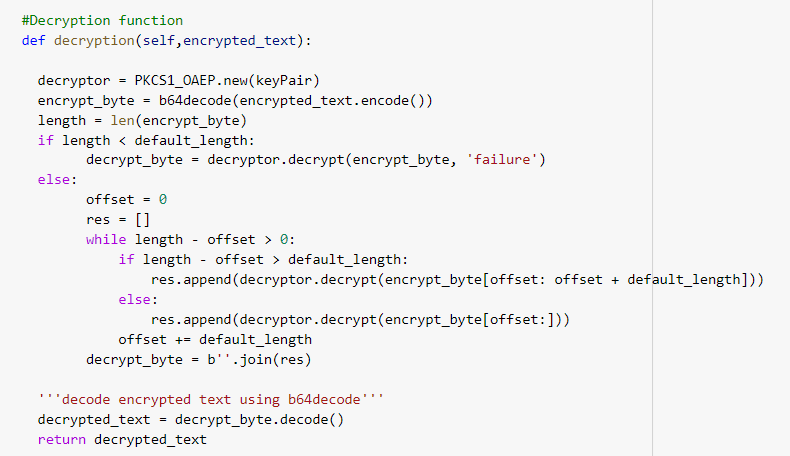 #Decryption function
def decryption(self,encrypted_text):
decryptor = PKCS1_OAEP.new(keyPair)
encrypt_byte = b64decode(encrypted_text.encode())
length = len(encrypt_byte)
if length < default_length:
decrypt_byte = decryptor.decrypt(encrypt_byte, 'failure')
else:
offset = 0
res = []
while length - offset > 0:
if length - offset > default_length:
res.append(decryptor.decrypt(encrypt_byte[offset: offset + default_length]))
else:
res.append(decryptor.decrypt(encrypt_byte[offset:]))
offset += default_length
decrypt_byte = b''.join(res)
'''decode encrypted text using b64decode'''
decrypted_text = decrypt_byte.decode()
return decrypted_text